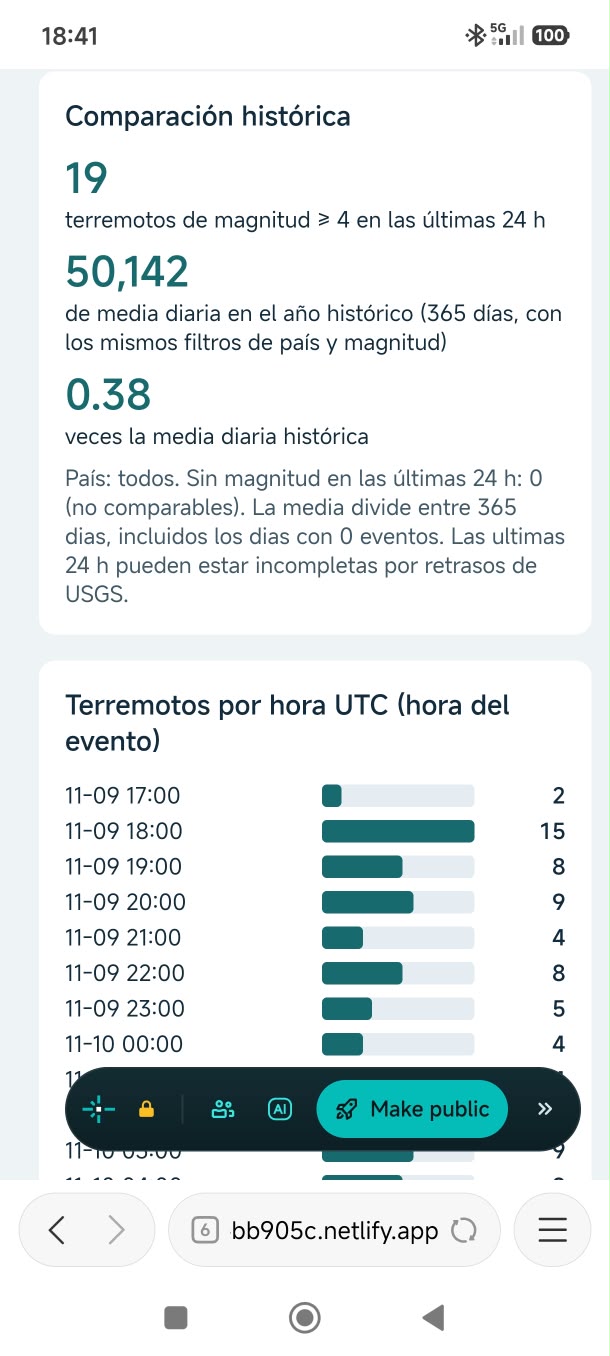 18:41
5G
100
Comparación histórica
19
terremotos de magnitud ≥ 4 en las últimas 24 h
50,142
de media diaria en el año histórico (365 días, con
los mismos filtros de país y magnitud)
0.38
veces la media diaria histórica
País: todos. Sin magnitud en las últimas 24 h: 0
(no comparables). La media divide entre 365
dias, incluidos los dias con 0 eventos. Las ultimas
24 h pueden estar incompletas por retrasos de
USGS.
Terremotos por hora UTC (hora del
evento)
11-09 17:00 2
11-09 18:00 15
11-09 19:00 8
11-09 20:00 9
11-09 21:00 4
11-09 22:00 8
11-09 23:00 5
11-10 00:00 4
AI Make public »
11-10 03:00 9
6 bb905c.netlify.app